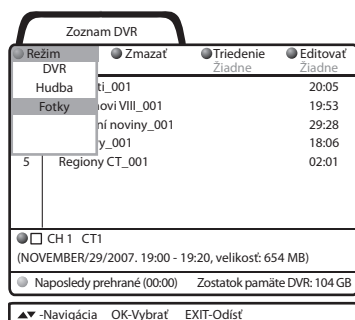 Zoznam DVR
Režim Zmazať Triedenie Editovať
Žiadne Žiadne
DVR
Hudba
Fotky
ti_001 20:05
ovi VIII_001 19:53
ní noviny_001 29:28
y_001 18:06
5 Regiony CT_001 02:01
CH 1 CT1
(NOVEMBER/29/2007. 19:00 - 19:20, velikosť: 654 MB)
Naposledy prehrané (00:00) Zostatok pamäte DVR: 104 GB
-Navigácia OK-Vybrať EXIT-Odísť